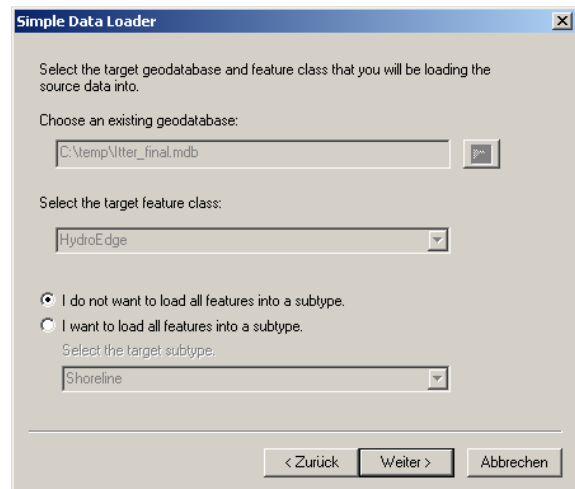 Simple Data Loader
Select the target geodatabase and feature class that you will be loading the
source data into.
Choose an existing geodatabase:
C:\temp\Itter_final.mdb
Select the target feature class:
HydroEdge
I do not want to load all features into a subtype.
I want to load all features into a subtype.
Select the target subtype.
Shoreline
< Zurück
Weiter >
Abbrechen